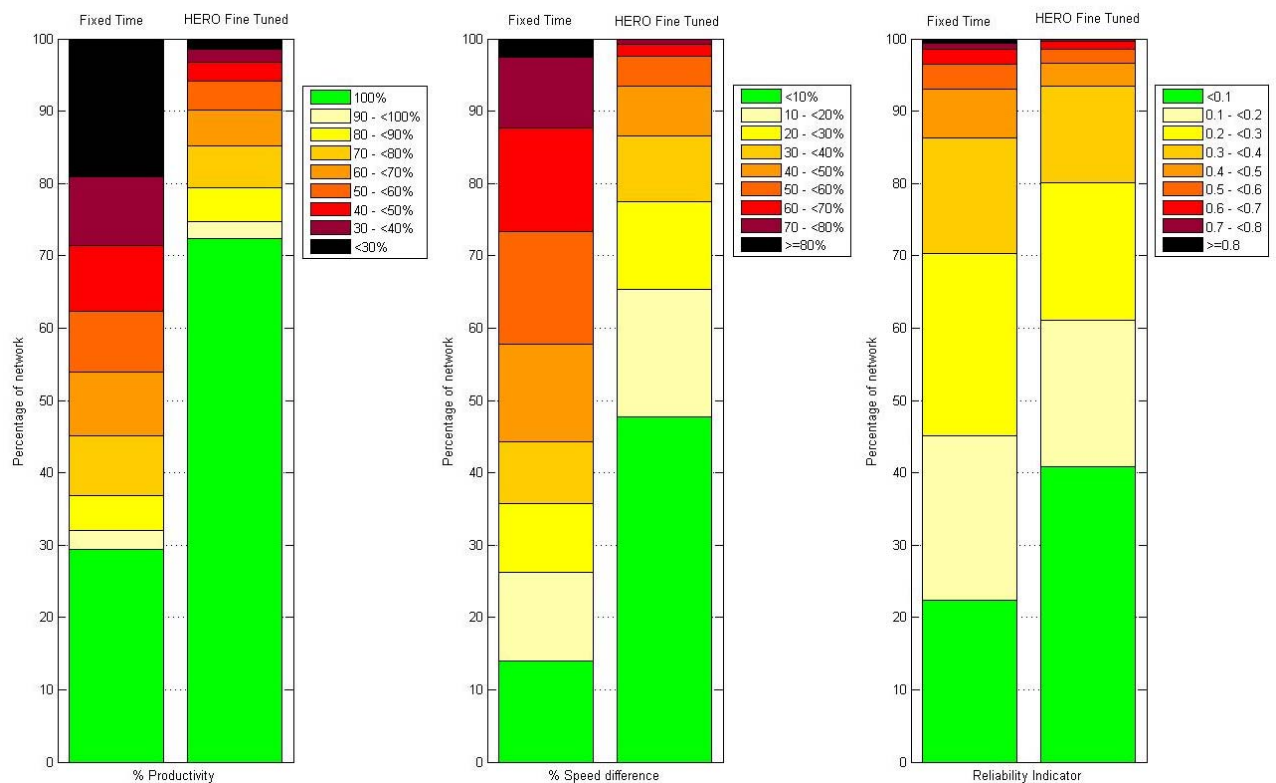 Fixed Time
HERO Fine Tuned
100
90
80
70
60
50
40
30
20
10
0
Percentage of network
% Productivity
100%
90 - <100%
80 - <90%
70 - <80%
60 - <70%
50 - <60%
40 - <50%
30 - <40%
<30%
Fixed Time
HERO Fine Tuned
100
90
80
70
60
50
40
30
20
10
0
Percentage of network
% Speed difference
<10%
10 - <20%
20 - <30%
30 - <40%
40 - <50%
50 - <60%
60 - <70%
70 - <80%
>=80%
Fixed Time
HERO Fine Tuned
100
90
80
70
60
50
40
30
20
10
0
Percentage of network
Reliability Indicator
<0.1
0.1 - <0.2
0.2 - <0.3
0.3 - <0.4
0.4 - <0.5
0.5 - <0.6
0.6 - <0.7
0.7 - <0.8
>=0.8